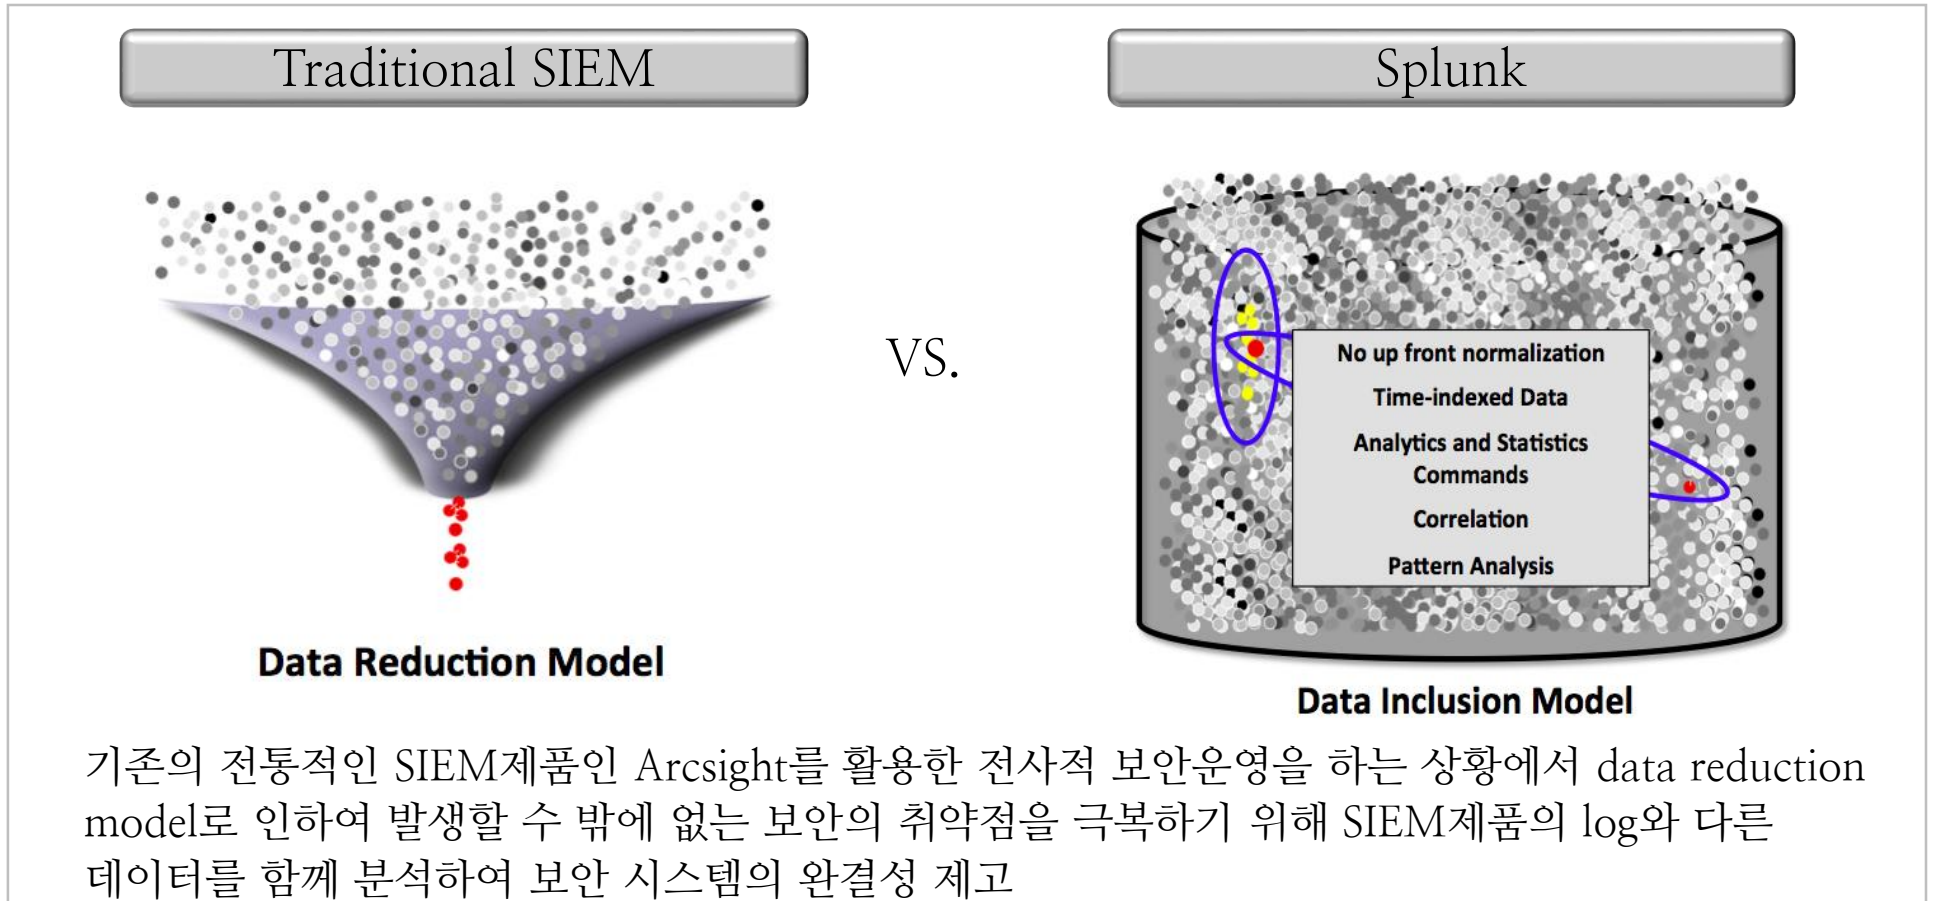 Traditional SIEM
Splunk
VS.
No up front normalization
Time-indexed Data
Analytics and Statistics
Commands
Correlation
Pattern Analysis
Data Reduction Model
Data Inclusion Model
기존의 전통적인 SIEM제품인 Arcsight를 활용한 전사적 보안운영을 하는 상황에서 data reduction
model로 인하여 발생할 수 밖에 없는 보안의 취약점을 극복하기 위해 SIEM제품의 log와 다른
데이터를 함께 분석하여 보안 시스템의 완결성 제고